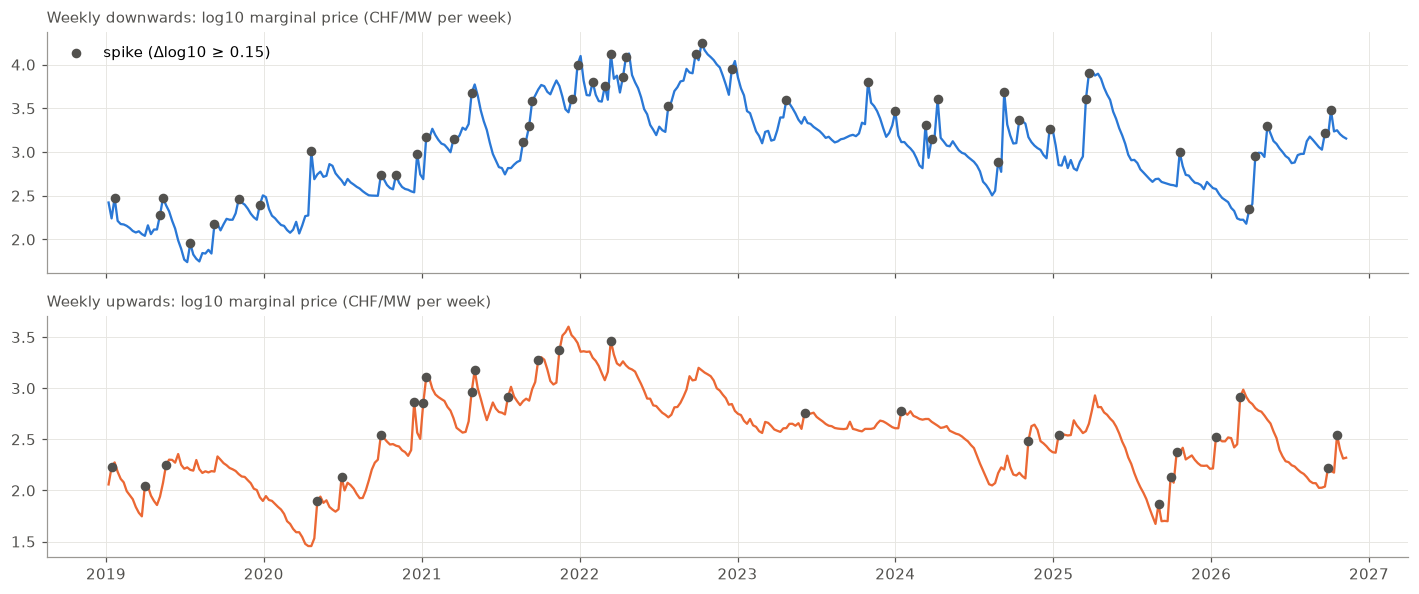 Weekly downwards: log10 marginal price (CHF/MW per week)
spike (Δlog10 ≥ 0.15)
4.0
3.5
3.0
2.5
2.0
Weekly upwards: log10 marginal price (CHF/MW per week)
3.5
3.0
2.5
2.0
1.5
2019 2020 2021 2022 2023 2024 2025 2026 2027